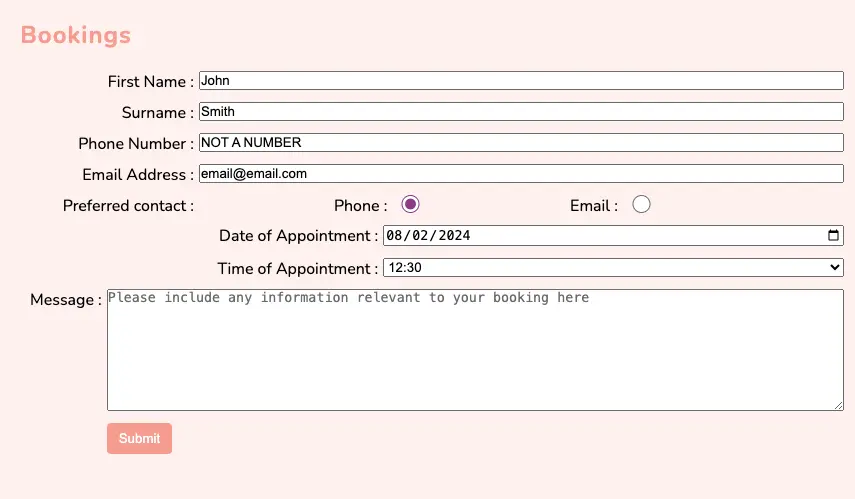 Bookings
First Name : John
Surname : Smith
Phone Number : NOT A NUMBER
Email Address : email@email.com
Preferred contact : Phone : Email :
Date of Appointment : 08/02/2024
Time of Appointment : 12:30
Message : Please include any information relevant to your booking here
Submit